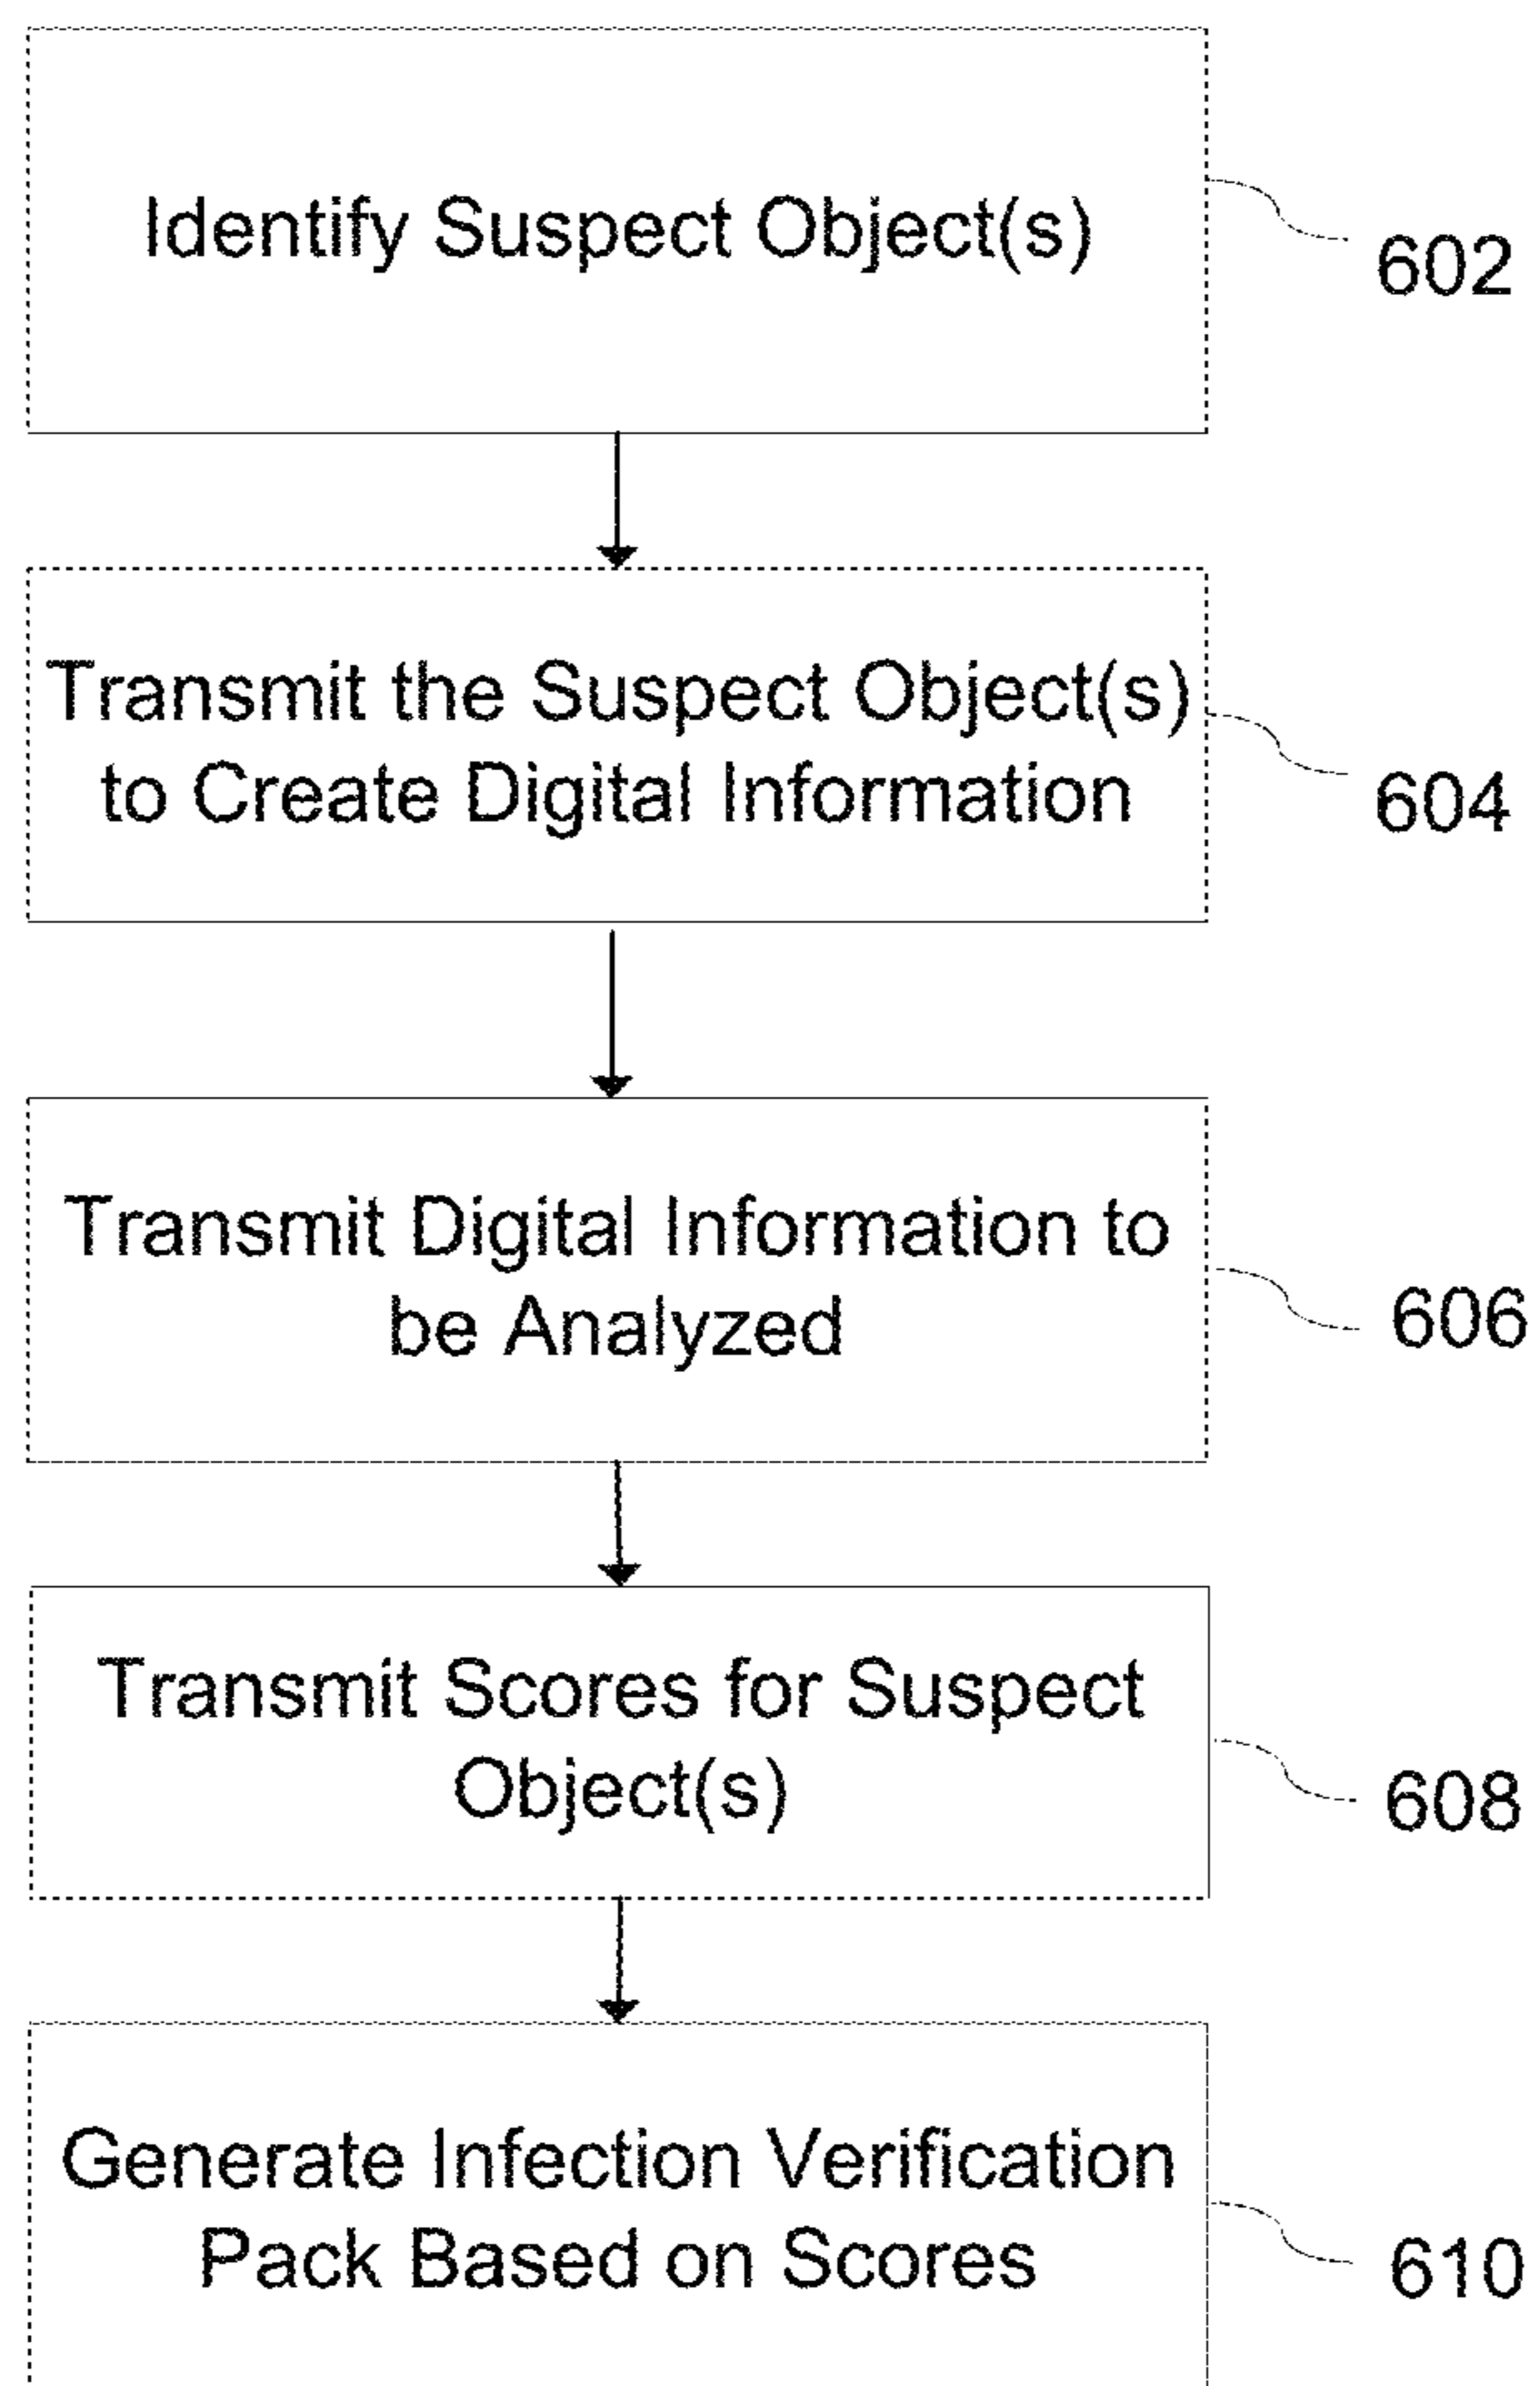 Identify Suspect Object(s)
602
Transmit the Suspect Object(s)
to Create Digital Information
604
Transmit Digital Information to
be Analyzed
606
Transmit Scores for Suspect
Object(s)
608
Generate Infection Verification
Pack Based on Scores
610